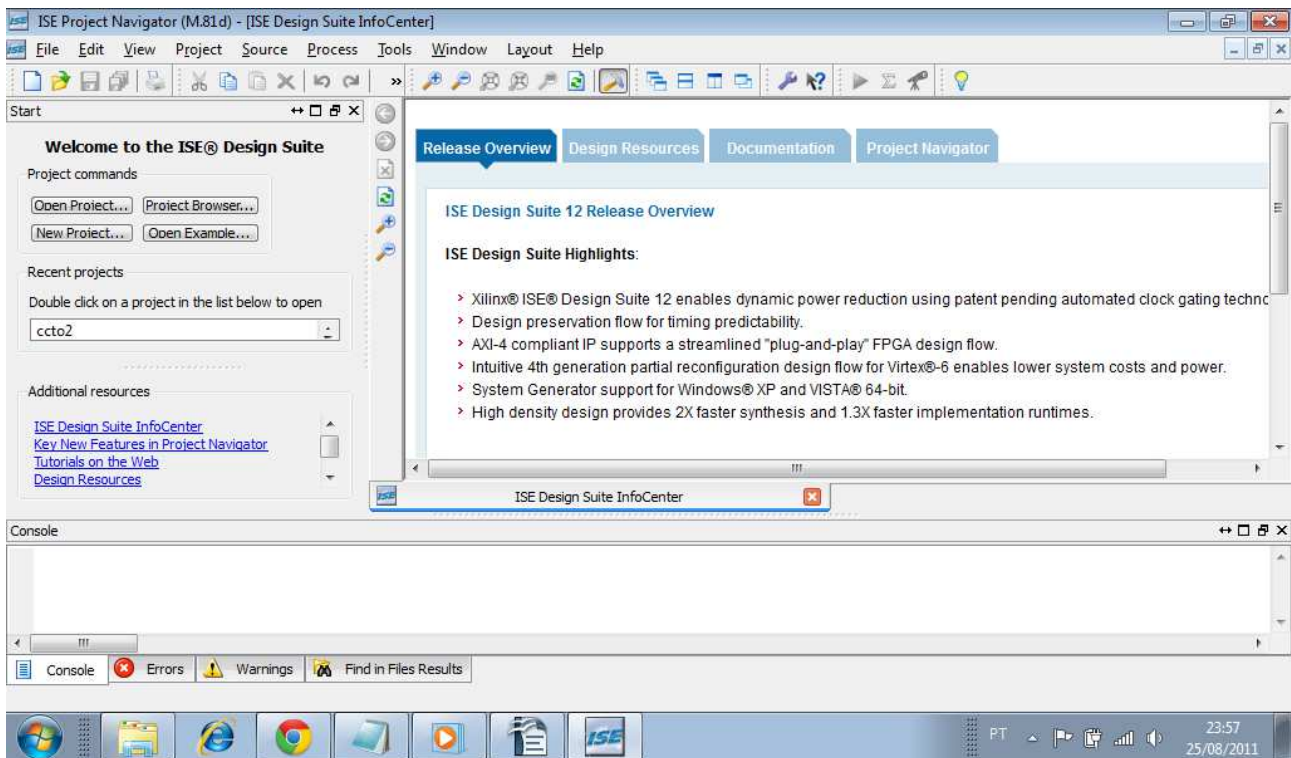 ISE Project Navigator (M.81d) - [ISE Design Suite InfoCenter]
File Edit View Project Source Process Tools Window Layout Help
Start
Welcome to the ISE® Design Suite
Project commands
Open Project... Project Browser...
New Project... Open Example...
Recent projects
Double click on a project in the list below to open
ccto2
Additional resources
ISE Design Suite InfoCenter
Key New Features in Project Navigator
Tutorials on the Web
Design Resources
Release Overview Design Resources Documentation Project Navigator
ISE Design Suite 12 Release Overview
ISE Design Suite Highlights:
Xilinx® ISE® Design Suite 12 enables dynamic power reduction using patent pending automated clock gating techno
Design preservation flow for timing predictability.
AXI-4 compliant IP supports a streamlined "plug-and-play" FPGA design flow.
Intuitive 4th generation partial reconfiguration design flow for Virtex®-6 enables lower system costs and power.
System Generator support for Windows® XP and VISTA® 64-bit.
High density design provides 2X faster synthesis and 1.3X faster implementation runtimes.
ISE ISE Design Suite InfoCenter
Console
Console Errors Warnings Find in Files Results
ISE
PT
23:57
25/08/2011